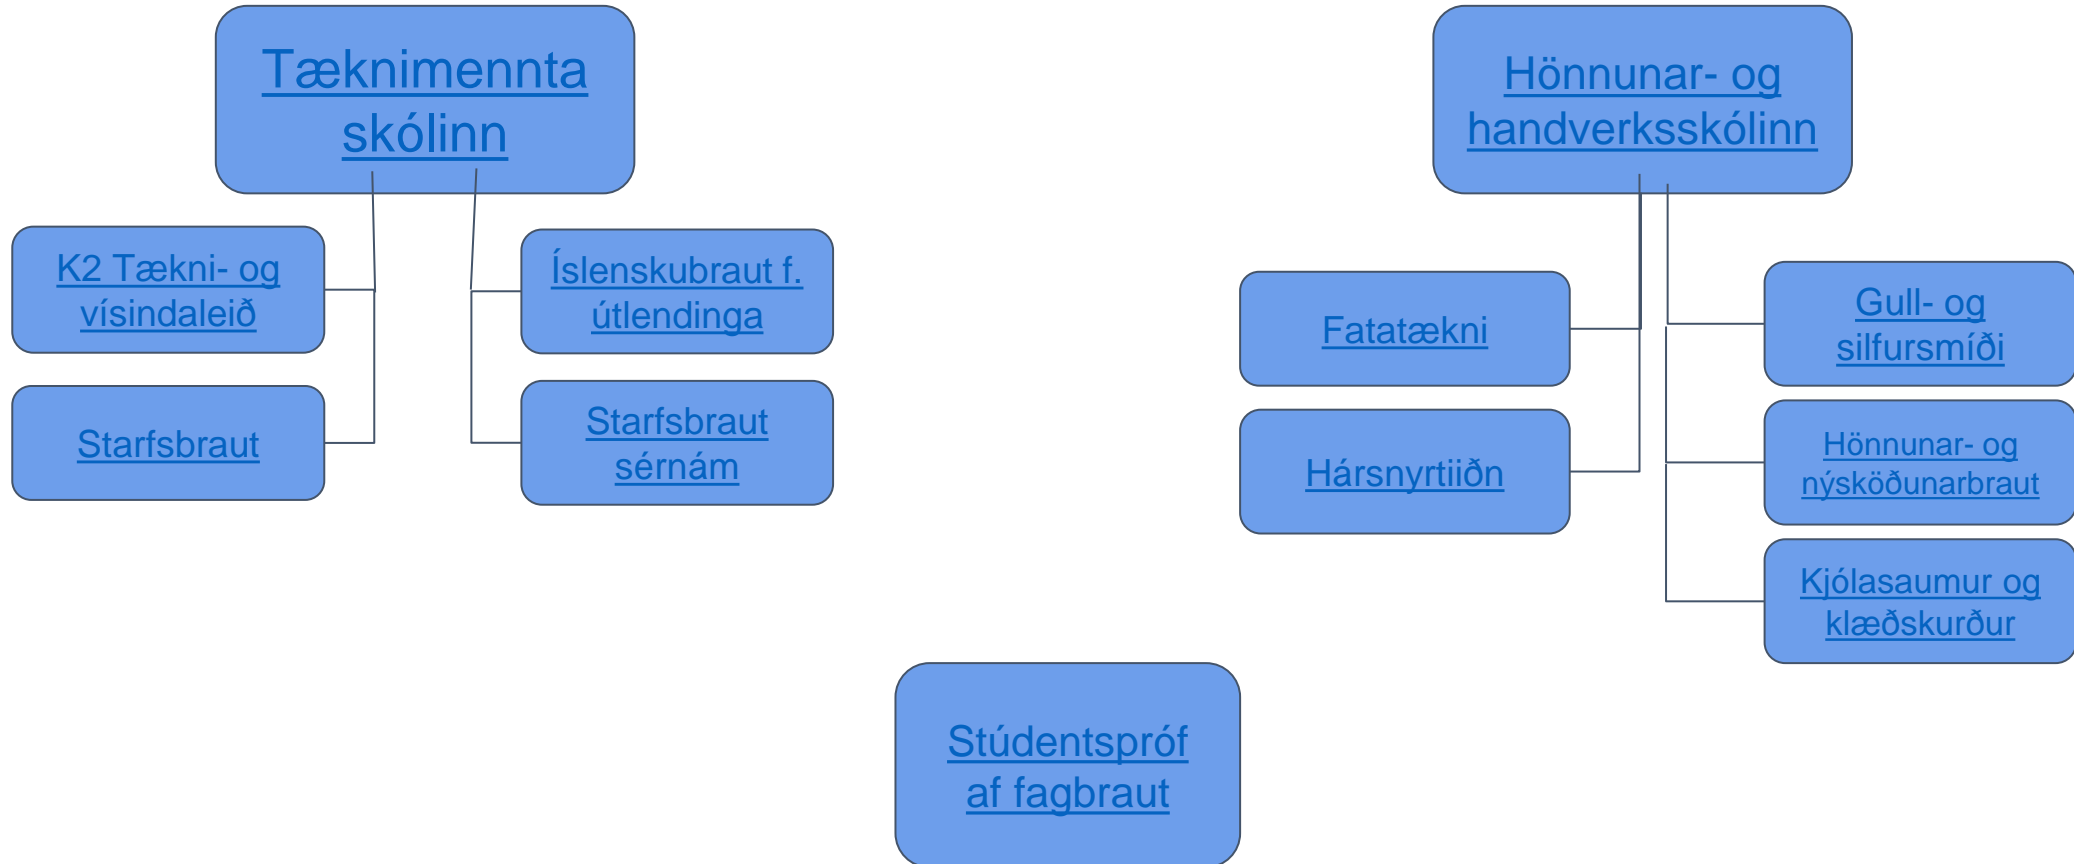 Tæknimennta
skólinn
K2 Tækni- og
vísindaleið
Starfsbraut
Íslenskubraut f.
útlendinga
Starfsbraut
sérnám
Hönnunar- og
handverksskólinn
Fatatækni
Hársnyrtiiðn
Gull- og
silfursmíði
Hönnunar- og
nýsköðunarbraut
Kjólasaumur og
klæðskurður
Stúdentspróf
af fagbraut